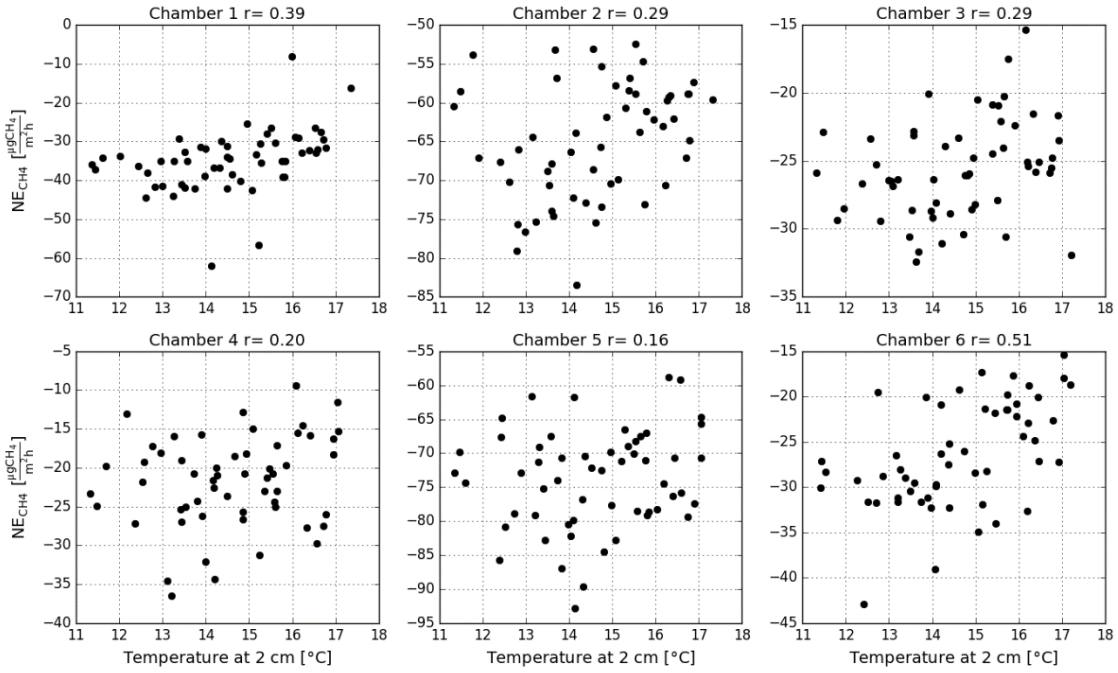 Chamber 1 r= 0.39
Chamber 2 r= 0.29
Chamber 3 r= 0.29
NE_CH4 [μgCH4/m²h]
0
−10
−20
−30
−40
−50
−60
−70
11 12 13 14 15 16 17 18
−50
−55
−60
−65
−70
−75
−80
−85
11 12 13 14 15 16 17 18
−15
−20
−25
−30
−35
11 12 13 14 15 16 17 18
Chamber 4 r= 0.20
Chamber 5 r= 0.16
Chamber 6 r= 0.51
NE_CH4 [μgCH4/m²h]
−5
−10
−15
−20
−25
−30
−35
−40
11 12 13 14 15 16 17 18
−55
−60
−65
−70
−75
−80
−85
−90
−95
11 12 13 14 15 16 17 18
−15
−20
−25
−30
−35
−40
−45
11 12 13 14 15 16 17 18
Temperature at 2 cm [°C]
Temperature at 2 cm [°C]
Temperature at 2 cm [°C]